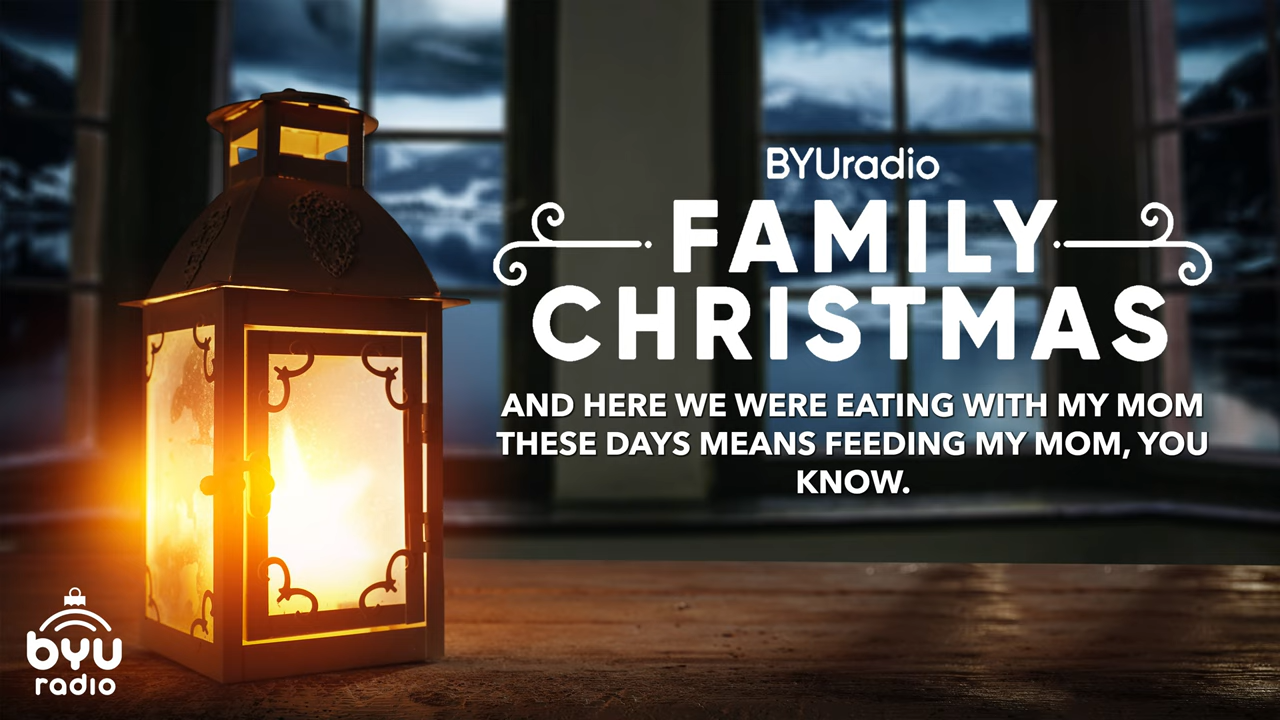 BYUradio
FAMILY
CHRISTMAS
AND HERE WE WERE EATING WITH MY MOM
THESE DAYS MEANS FEEDING MY MOM, YOU
KNOW.
byu
radio